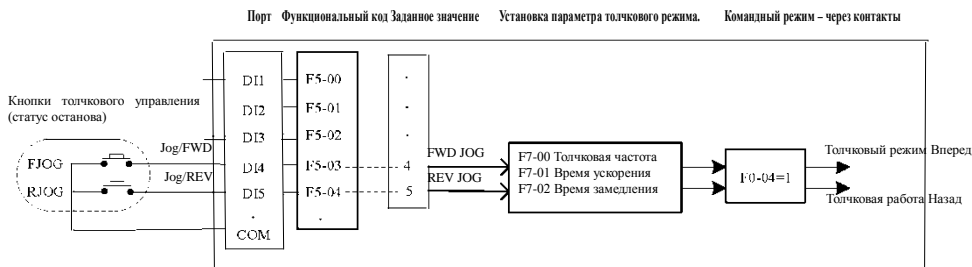 Порт Функциональный код Заданное значение Установка параметра толчкового режима. Командный режим – через контакты
Кнопки толчкового управления
(статус останова)
FJOG
RJOG
Jog/FWD
Jog/REV
DI1
DI2
DI3
DI4
DI5
.
COM
F5-00
F5-01
F5-02
F5-03
F5-04
.
.
.
.
4
5
.
FWD JOG
REV JOG
F7-00 Толчковая частота
F7-01 Время ускорения
F7-02 Время замедления
F0-04=1
Толчковый режим Вперед
Толчковая работа Назад